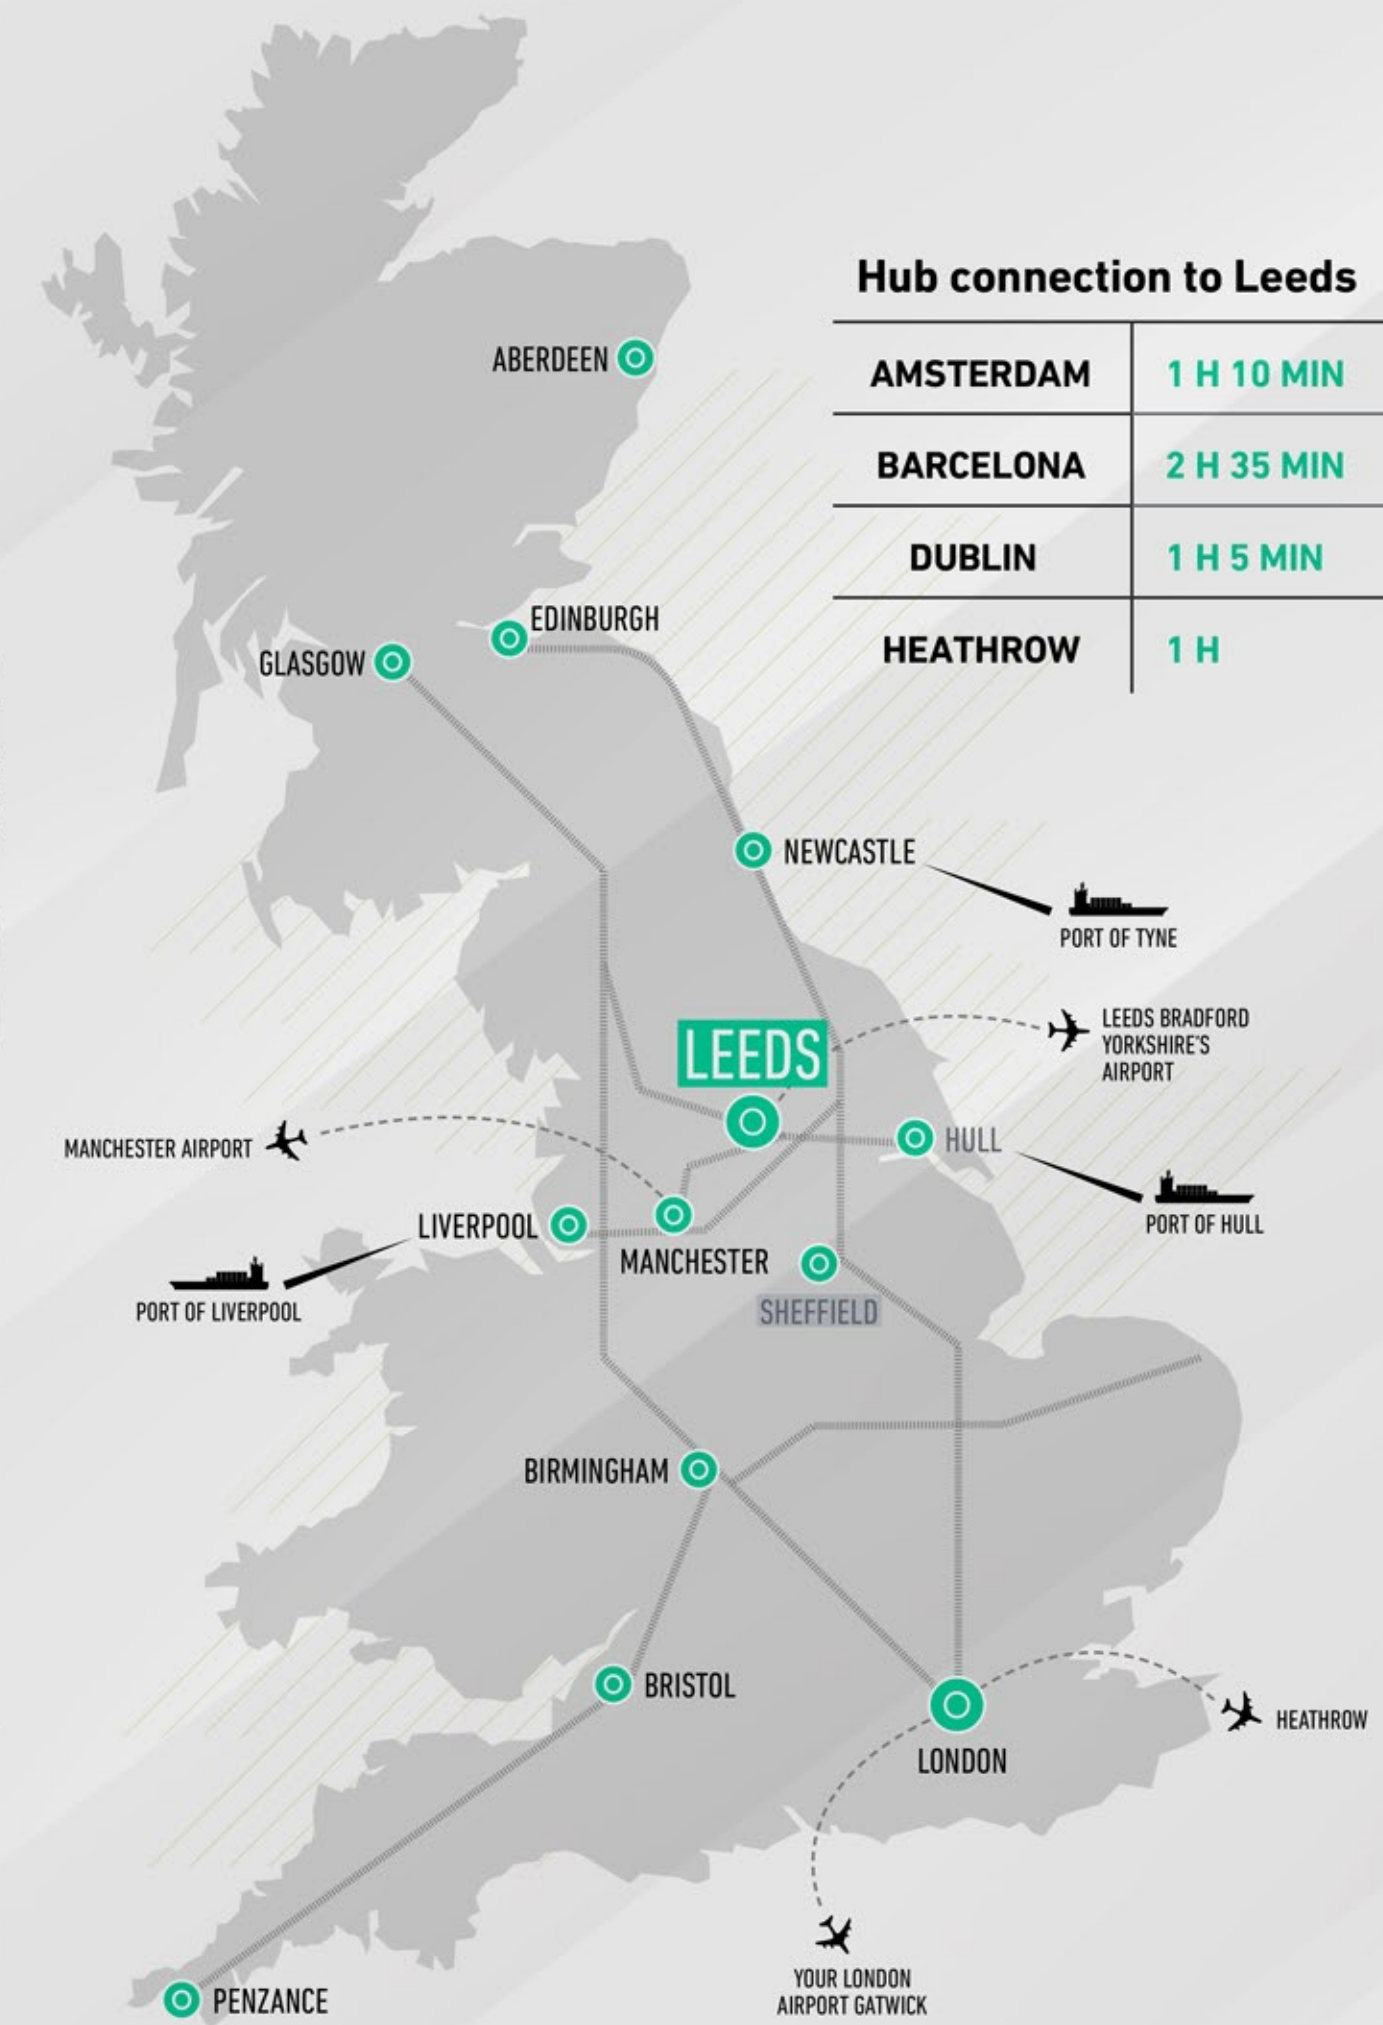 Hub connection to Leeds
AMSTERDAM 1 H 10 MIN
BARCELONA 2 H 35 MIN
DUBLIN 1 H 5 MIN
HEATHROW 1 H
ABERDEEN
EDINBURGH
GLASGOW
NEWCASTLE
PORT OF TYNE
LEEDS
LEEDS BRADFORD
YORKSHIRE'S
AIRPORT
MANCHESTER AIRPORT
HULL
LIVERPOOL
PORT OF HULL
MANCHESTER
PORT OF LIVERPOOL
SHEFFIELD
BIRMINGHAM
BRISTOL
HEATHROW
LONDON
YOUR LONDON
AIRPORT GATWICK
PENZANCE